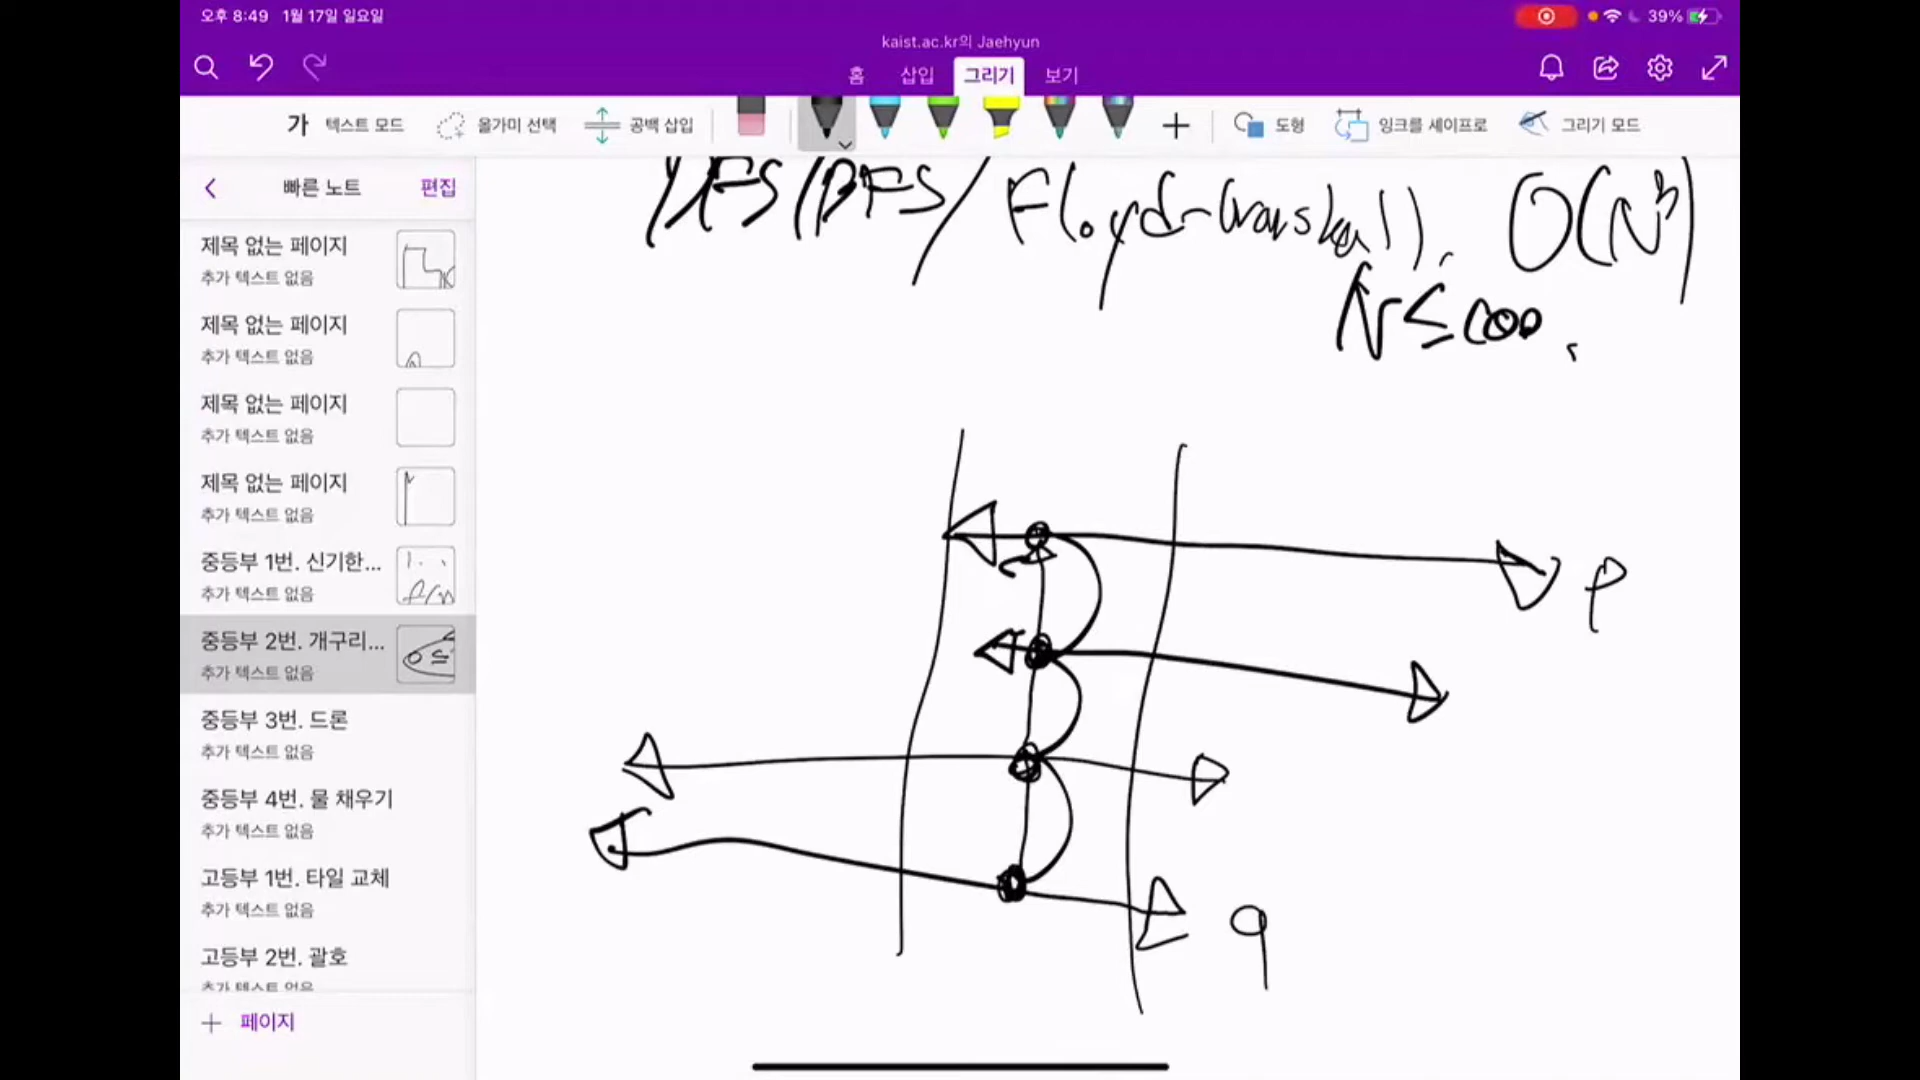 오후 8:49 1월 17일 일요일
39%
kaist.ac.kr의 Jaehyun
홈 삽입 그리기 보기
가 텍스트 모드 올가미 선택 공백 삽입 도형 잉크를 셰이프로 그리기 모드
빠른 노트 편집
제목 없는 페이지
추가 텍스트 없음
제목 없는 페이지
추가 텍스트 없음
제목 없는 페이지
추가 텍스트 없음
제목 없는 페이지
추가 텍스트 없음
중등부 1번. 신기한...
추가 텍스트 없음
중등부 2번. 개구리...
추가 텍스트 없음
중등부 3번. 드론
추가 텍스트 없음
중등부 4번. 물 채우기
추가 텍스트 없음
고등부 1번. 타일 교체
추가 텍스트 없음
고등부 2번. 괄호
추가 텍스트 없음
페이지
DFS/BFS/Floyd-Warshall). O(N³)
N≤
p
q